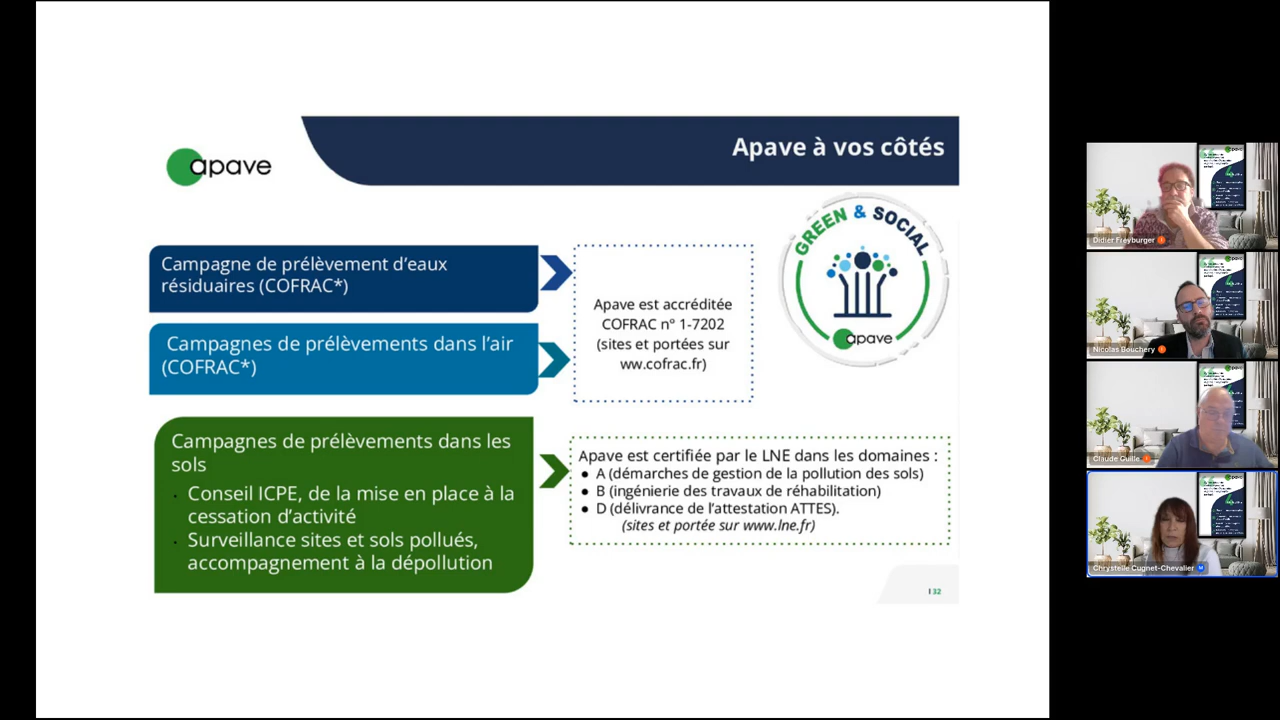 apave
Apave à vos côtés
GREEN & SOCIAL
apave
Campagne de prélèvement d'eaux
résiduaires (COFRAC*)
Campagnes de prélèvements dans l'air
(COFRAC*)
Apave est accréditée
COFRAC n° 1-7202
(sites et portées sur
ww.cofrac.fr)
Campagnes de prélèvements dans les
sols
· Conseil ICPE, de la mise en place à la
cessation d'activité
· Surveillance sites et sols pollués,
accompagnement à la dépollution
Apave est certifiée par le LNE dans les domaines :
● A (démarches de gestion de la pollution des sols)
● B (ingénierie des travaux de réhabilitation)
● D (délivrance de l'attestation ATTES).
(sites et portée sur www.lne.fr)
I 32
Didier Freyburger
Nicolas Bouchery
Claude Guille
Chrystelle Cugnet-Chevalier